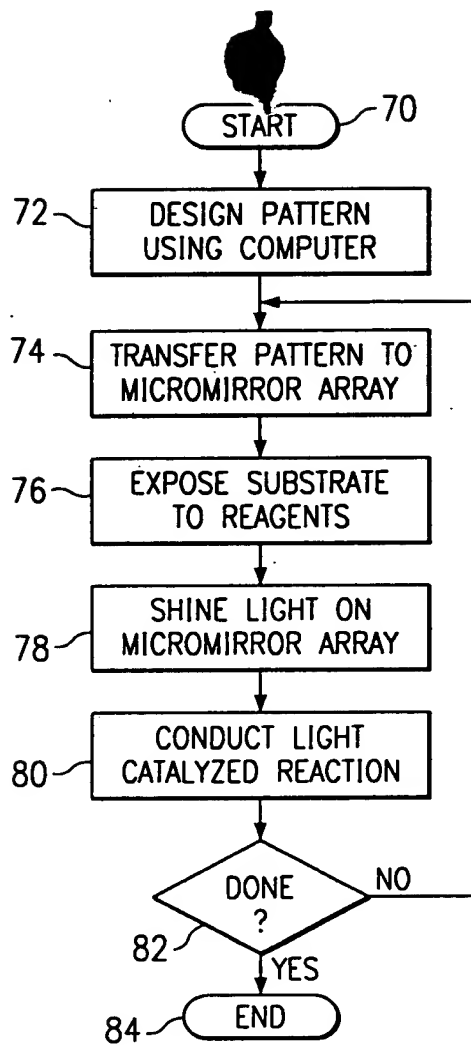 START
70
72
DESIGN PATTERN
USING COMPUTER
74
TRANSFER PATTERN TO
MICROMIRROR ARRAY
76
EXPOSE SUBSTRATE
TO REAGENTS
78
SHINE LIGHT ON
MICROMIRROR ARRAY
80
CONDUCT LIGHT
CATALYZED REACTION
DONE
?
NO
82
YES
84
END